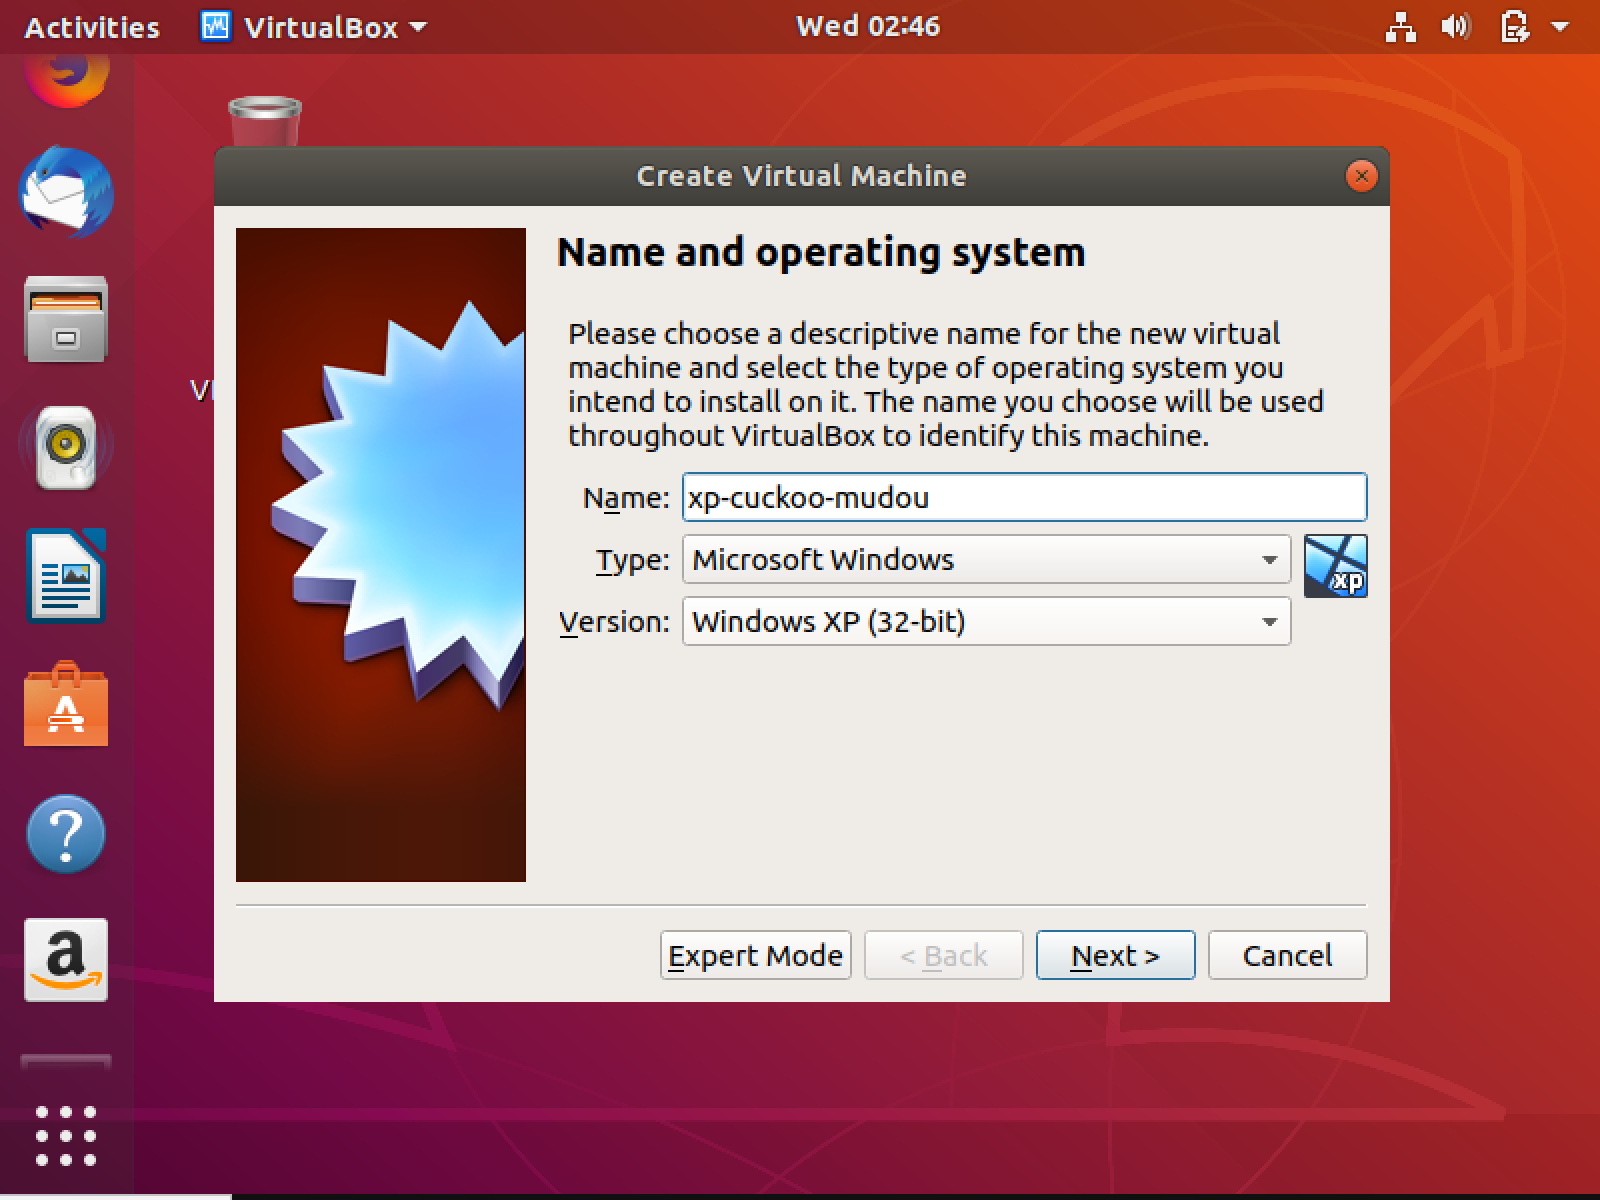 Activities VirtualBox Wed 02:46
Create Virtual Machine
Name and operating system
Please choose a descriptive name for the new virtual
machine and select the type of operating system you
intend to install on it. The name you choose will be used
throughout VirtualBox to identify this machine.
Name: xp-cuckoo-mudou
Type: Microsoft Windows
xp
Version: Windows XP (32-bit)
Expert Mode < Back Next > Cancel